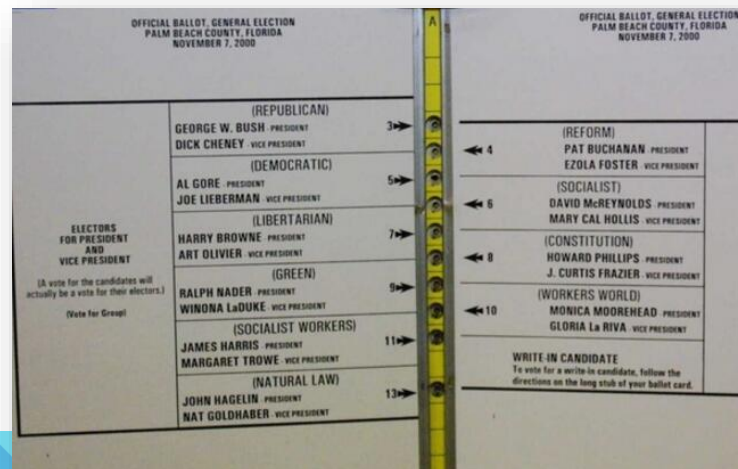 OFFICIAL BALLOT, GENERAL ELECTION
PALM BEACH COUNTY, FLORIDA
NOVEMBER 7, 2000
ELECTORS
FOR PRESIDENT
AND
VICE PRESIDENT
(A vote for the candidates will
actually be a vote for their electors.)
(Vote for Group)
(REPUBLICAN)
GEORGE W. BUSH - PRESIDENT
DICK CHENEY - VICE PRESIDENT
3
(DEMOCRATIC)
AL GORE - PRESIDENT
JOE LIEBERMAN - VICE PRESIDENT
5
(LIBERTARIAN)
HARRY BROWNE - PRESIDENT
ART OLIVIER - VICE PRESIDENT
7
(GREEN)
RALPH NADER - PRESIDENT
WINONA LaDUKE - VICE PRESIDENT
9
(SOCIALIST WORKERS)
JAMES HARRIS - PRESIDENT
MARGARET TROWE - VICE PRESIDENT
11
(NATURAL LAW)
JOHN HAGELIN - PRESIDENT
NAT GOLDHABER - VICE PRESIDENT
13
A
OFFICIAL BALLOT, GENERAL ELECTION
PALM BEACH COUNTY, FLORIDA
NOVEMBER 7, 2000
(REFORM)
4 PAT BUCHANAN - PRESIDENT
EZOLA FOSTER - VICE PRESIDENT
(SOCIALIST)
6 DAVID McREYNOLDS - PRESIDENT
MARY CAL HOLLIS - VICE PRESIDENT
(CONSTITUTION)
8 HOWARD PHILLIPS - PRESIDENT
J. CURTIS FRAZIER - VICE PRESIDENT
(WORKERS WORLD)
10 MONICA MOOREHEAD - PRESIDENT
GLORIA La RIVA - VICE PRESIDENT
WRITE-IN CANDIDATE
To vote for a write-in candidate, follow the
directions on the long stub of your ballot card.